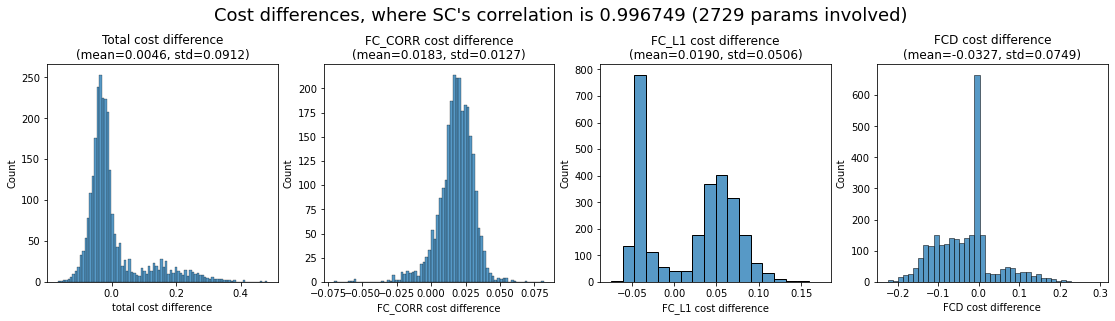 Cost differences, where SC's correlation is 0.996749 (2729 params involved)
Total cost difference
(mean=0.0046, std=0.0912)
250
200
150
100
50
0
Count
0.0 0.2 0.4
total cost difference
FC_CORR cost difference
(mean=0.0183, std=0.0127)
200
175
150
125
100
75
50
25
0
Count
−0.075 −0.050 −0.025 0.000 0.025 0.050 0.075
FC_CORR cost difference
FC_L1 cost difference
(mean=0.0190, std=0.0506)
800
700
600
500
400
300
200
100
0
Count
−0.05 0.00 0.05 0.10 0.15
FC_L1 cost difference
FCD cost difference
(mean=-0.0327, std=0.0749)
600
500
400
300
200
100
0
Count
−0.2 −0.1 0.0 0.1 0.2 0.3
FCD cost difference